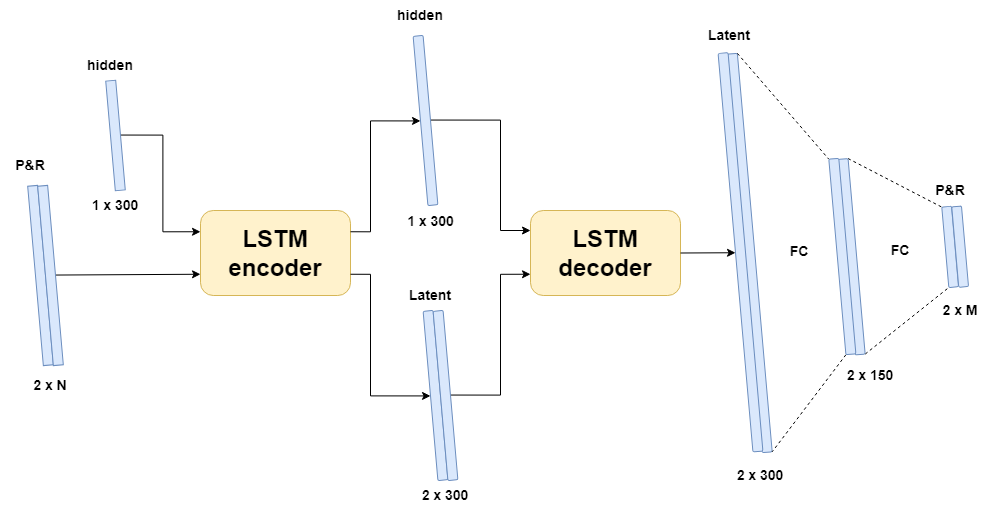 hidden
P&R
1 x 300
2 x N
LSTM
encoder
hidden
1 x 300
Latent
2 x 300
LSTM
decoder
Latent
2 x 300
FC
2 x 150
FC
P&R
2 x M